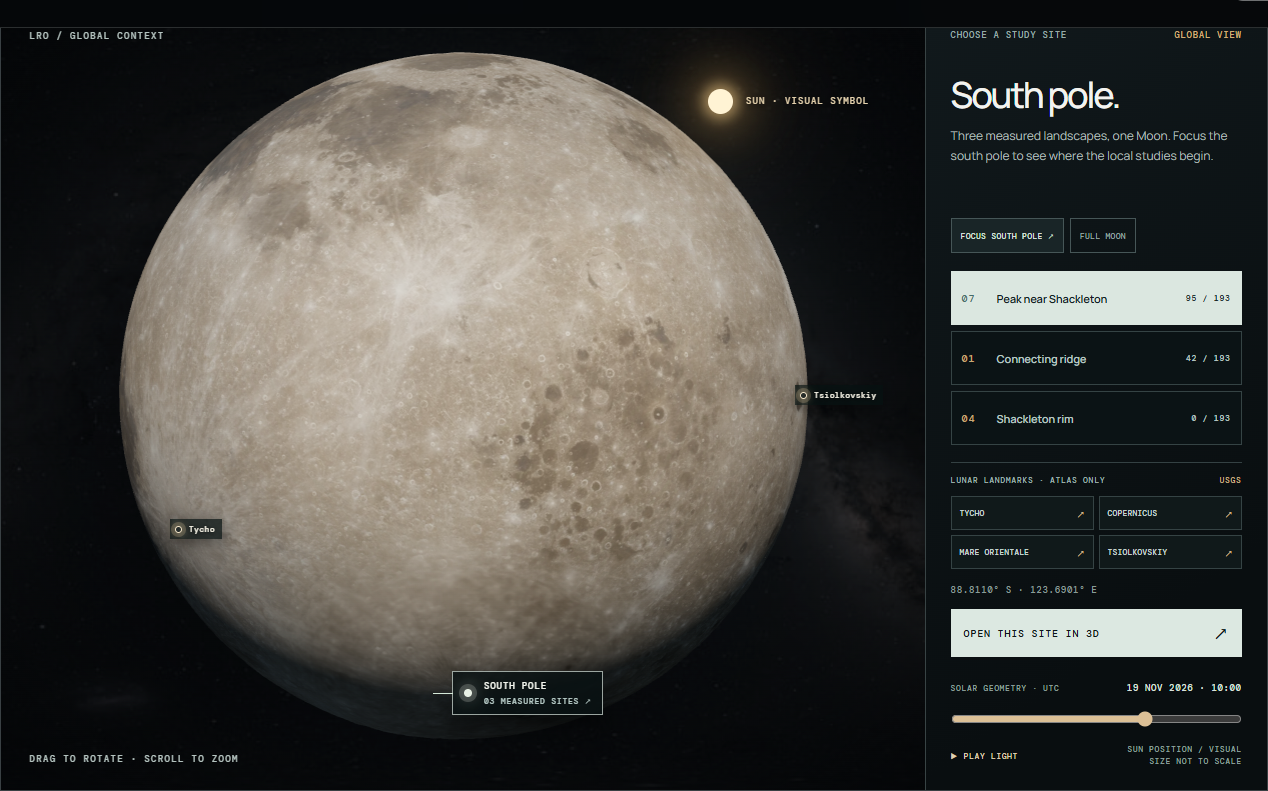 LRO / GLOBAL CONTEXT
SUN · VISUAL SYMBOL
Tsiolkovskiy
Tycho
SOUTH POLE
03 MEASURED SITES ↗
DRAG TO ROTATE · SCROLL TO ZOOM
CHOOSE A STUDY SITE
GLOBAL VIEW
South pole.
Three measured landscapes, one Moon. Focus the
south pole to see where the local studies begin.
FOCUS SOUTH POLE ↗
FULL MOON
07 Peak near Shackleton 95 / 193
01 Connecting ridge 42 / 193
04 Shackleton rim 0 / 193
LUNAR LANDMARKS · ATLAS ONLY
USGS
TYCHO ↗
COPERNICUS ↗
MARE ORIENTALE ↗
TSIOLKOVSKIY ↗
88.8110° S · 123.6901° E
OPEN THIS SITE IN 3D ↗
SOLAR GEOMETRY · UTC
19 NOV 2026 · 10:00
▶ PLAY LIGHT
SUN POSITION / VISUAL
SIZE NOT TO SCALE